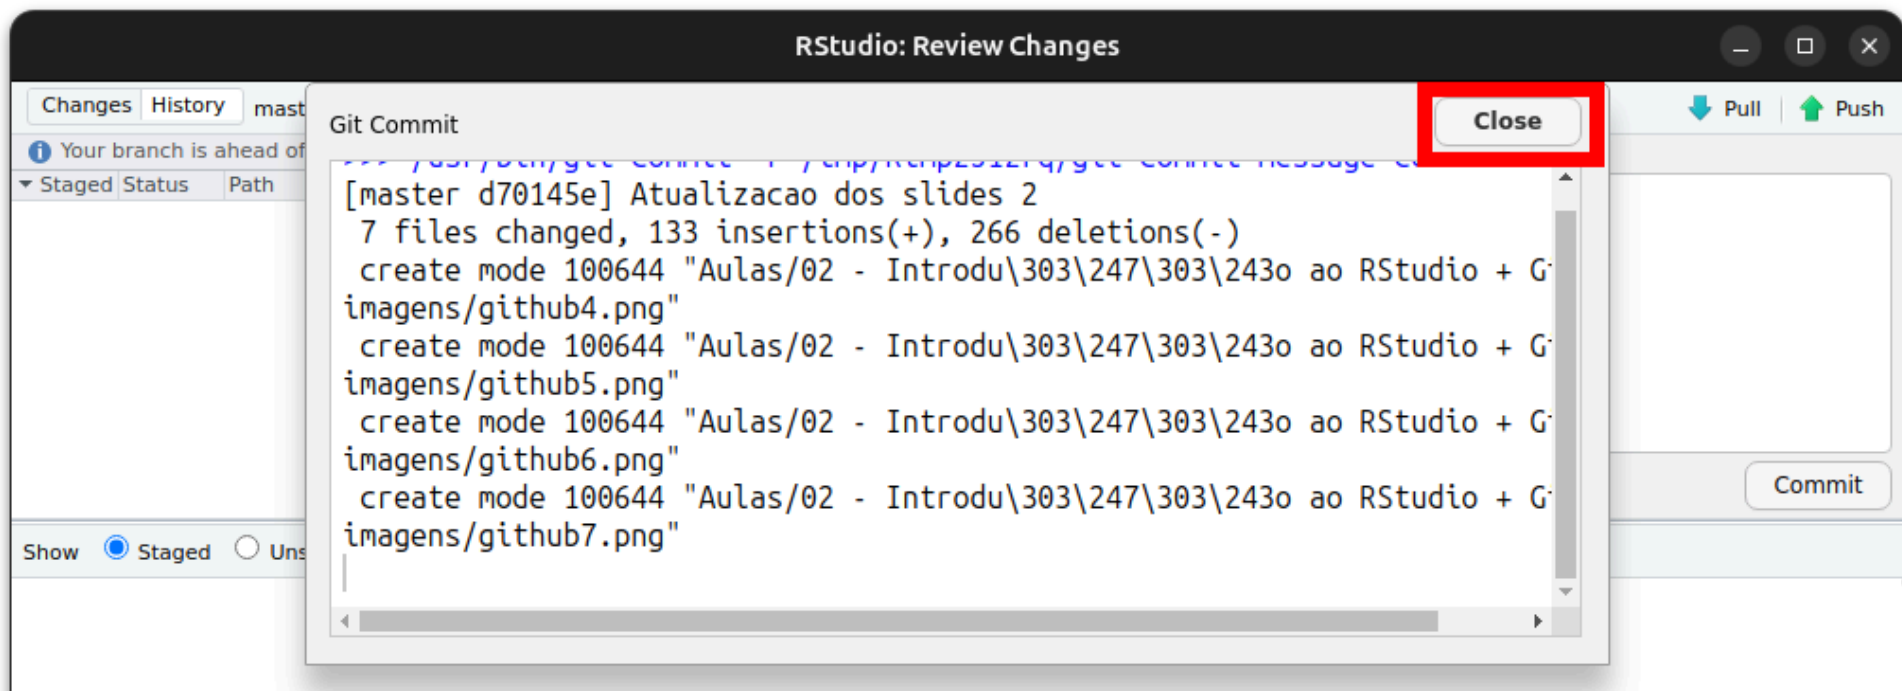 RStudio: Review Changes
Changes History mast
Pull Push
Your branch is ahead of
Staged Status Path
Git Commit
Close
[master d70145e] Atualizacao dos slides 2
7 files changed, 133 insertions(+), 266 deletions(-)
create mode 100644 "Aulas/02 - Introdu\303\247\303\243o ao RStudio + G
imagens/github4.png"
create mode 100644 "Aulas/02 - Introdu\303\247\303\243o ao RStudio + G
imagens/github5.png"
create mode 100644 "Aulas/02 - Introdu\303\247\303\243o ao RStudio + G
imagens/github6.png"
create mode 100644 "Aulas/02 - Introdu\303\247\303\243o ao RStudio + G
imagens/github7.png"
Commit
Show Staged Uns